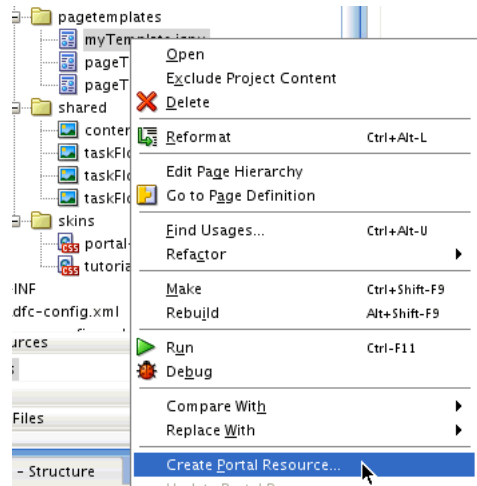 pagetemplates
myTemplate.jspx
Open
pageT
Exclude Project Content
pageT
Delete
shared
conter
Reformat Ctrl+Alt-L
taskFlo
taskFlo
Edit Page Hierarchy
taskFlo
Go to Page Definition
skins
Find Usages... Ctrl+Alt-U
portal-
Refactor
tutoria
-INF
Make Ctrl+Shift-F9
adfc-config.xml
Rebuild Alt+Shift-F9
urces
Run Ctrl-F11
s
Debug
Compare With
Files
Replace With
Create Portal Resource...
- Structure